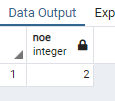 Data Output Exp
noe
integer
1 2